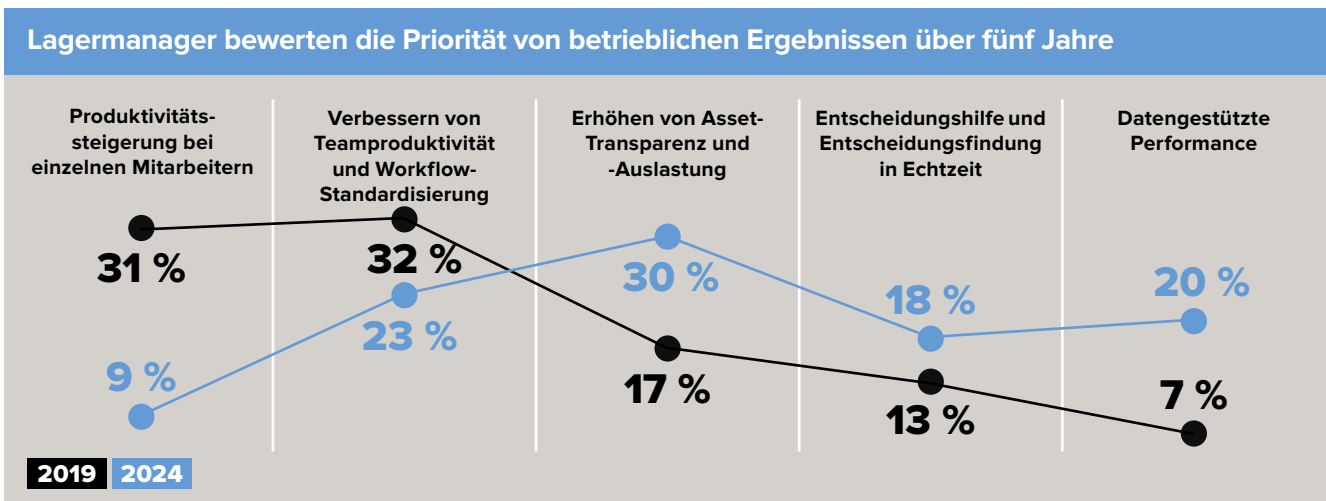 Lagermanager bewerten die Priorität von betrieblichen Ergebnissen über fünf Jahre
Produktivitäts-
steigerung bei
einzelnen Mitarbeitern
Verbessern von
Teamproduktivität
und Workflow-
Standardisierung
Erhöhen von Asset-
Transparenz und
-Auslastung
Entscheidungshilfe und
Entscheidungsfindung
in Echtzeit
Datengestützte
Performance
31 %
32 %
17 %
13 %
7 %
9 %
23 %
30 %
18 %
20 %
2019 2024